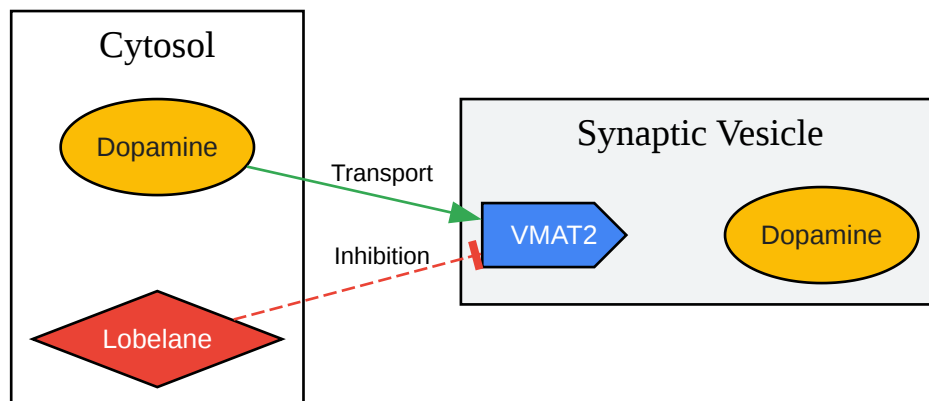 Cytosol
Dopamine
Transport
Inhibition
Lobelane
Synaptic Vesicle
VMAT2
Dopamine